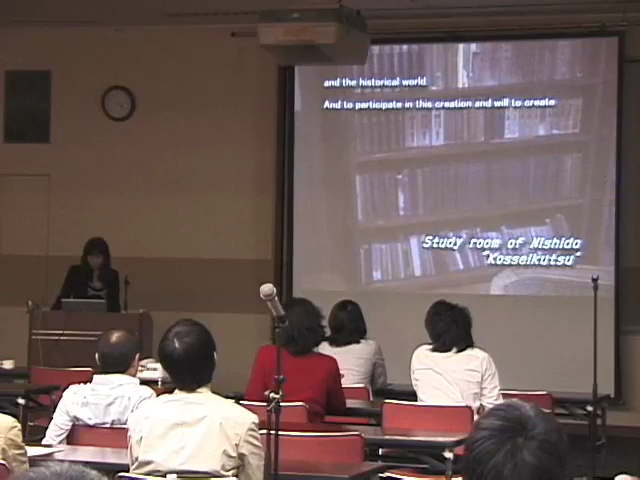 and the historical world
And to participate in this creation and will to create
Study room of Nishida
"Kosseikutsu"